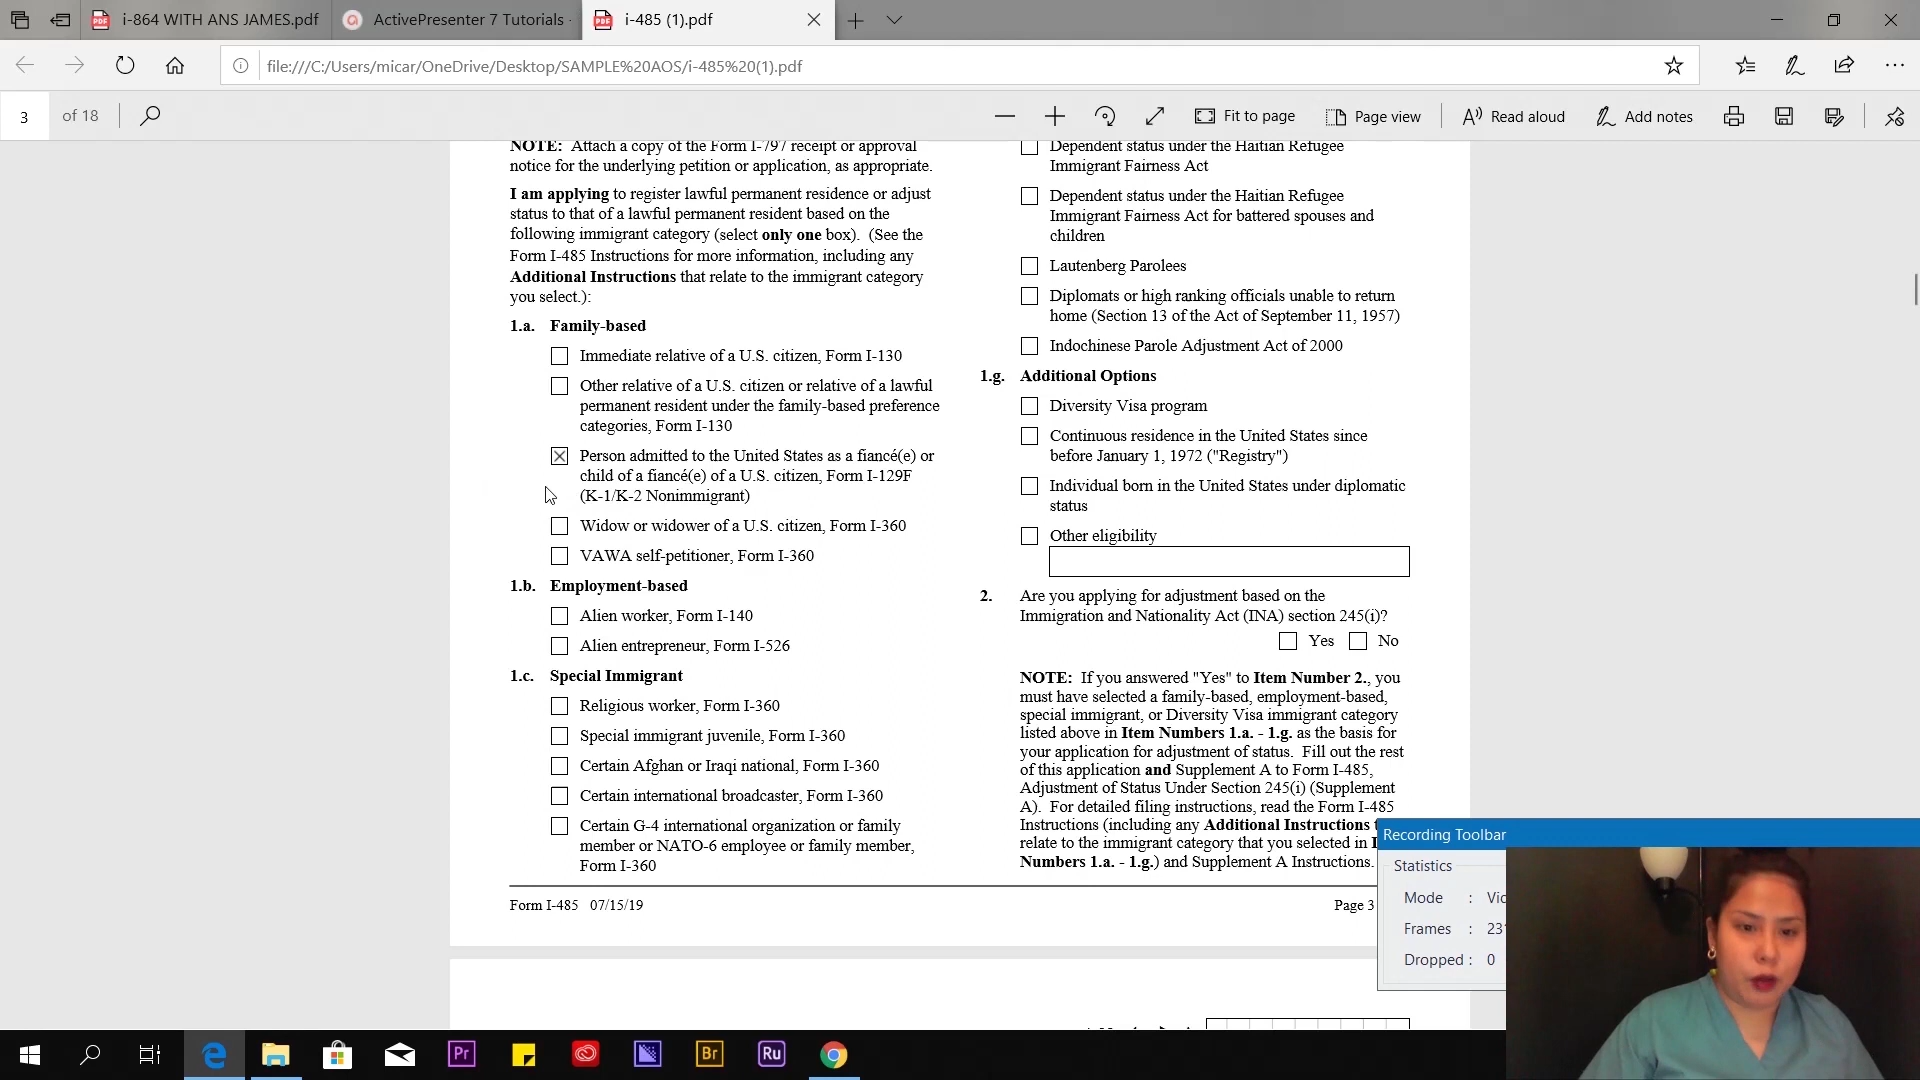 i-864 WITH ANS JAMES.pdf
ActivePresenter 7 Tutorials
i-485 (1).pdf
file:///C:/Users/micar/OneDrive/Desktop/SAMPLE%20AOS/i-485%20(1).pdf
3 of 18
Fit to page
Page view
Read aloud
Add notes
NOTE: Attach a copy of the Form I-797 receipt or approval
notice for the underlying petition or application, as appropriate.
I am applying to register lawful permanent residence or adjust
status to that of a lawful permanent resident based on the
following immigrant category (select only one box). (See the
Form I-485 Instructions for more information, including any
Additional Instructions that relate to the immigrant category
you select.):
1.a. Family-based
Immediate relative of a U.S. citizen, Form I-130
Other relative of a U.S. citizen or relative of a lawful
permanent resident under the family-based preference
categories, Form I-130
Person admitted to the United States as a fiancé(e) or
child of a fiancé(e) of a U.S. citizen, Form I-129F
(K-1/K-2 Nonimmigrant)
Widow or widower of a U.S. citizen, Form I-360
VAWA self-petitioner, Form I-360
1.b. Employment-based
Alien worker, Form I-140
Alien entrepreneur, Form I-526
1.c. Special Immigrant
Religious worker, Form I-360
Special immigrant juvenile, Form I-360
Certain Afghan or Iraqi national, Form I-360
Certain international broadcaster, Form I-360
Certain G-4 international organization or family
member or NATO-6 employee or family member,
Form I-360
Form I-485 07/15/19
Dependent status under the Haitian Refugee
Immigrant Fairness Act
Dependent status under the Haitian Refugee
Immigrant Fairness Act for battered spouses and
children
Lautenberg Parolees
Diplomats or high ranking officials unable to return
home (Section 13 of the Act of September 11, 1957)
Indochinese Parole Adjustment Act of 2000
1.g. Additional Options
Diversity Visa program
Continuous residence in the United States since
before January 1, 1972 ("Registry")
Individual born in the United States under diplomatic
status
Other eligibility
2. Are you applying for adjustment based on the
Immigration and Nationality Act (INA) section 245(i)?
Yes No
NOTE: If you answered "Yes" to Item Number 2., you
must have selected a family-based, employment-based,
special immigrant, or Diversity Visa immigrant category
listed above in Item Numbers 1.a. - 1.g. as the basis for
your application for adjustment of status. Fill out the rest
of this application and Supplement A to Form I-485,
Adjustment of Status Under Section 245(i) (Supplement
A). For detailed filing instructions, read the Form I-485
Instructions (including any Additional Instructions
relate to the immigrant category that you selected in
Numbers 1.a. - 1.g.) and Supplement A Instructions.
Page 3
Recording Toolbar
Statistics
Mode :
Frames : 23
Dropped : 0
Pr
Br
Ru